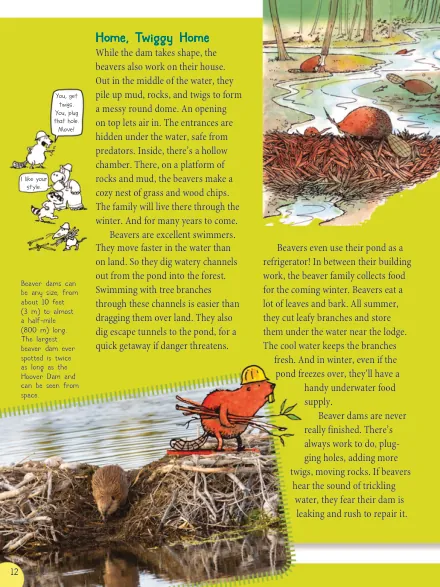 Home, Twiggy Home
While the dam takes shape, the
beavers also work on their house.
Out in the middle of the water, they
pile up mud, rocks, and twigs to form
a messy round dome. An opening
on top lets air in. The entrances are
hidden under the water, safe from
predators. Inside, there's a hollow
chamber. There, on a platform of
rocks and mud, the beavers make a
cozy nest of grass and wood chips.
The family will live there through the
winter. And for many years to come.
Beavers are excellent swimmers.
They move faster in the water than
on land. So they dig watery channels
out from the pond into the forest.
Swimming with tree branches
through these channels is easier than
dragging them over land. They also
dig escape tunnels to the pond, for a
quick getaway if danger threatens.
You, get
twigs.
You, plug
that hole.
Move!
I like your
style.
Beaver dams can
be any size, from
about 10 feet
(3 m) to almost
a half-mile
(800 m) long.
The largest
beaver dam ever
spotted is twice
as long as the
Hoover Dam and
can be seen from
space.
Beavers even use their pond as a
refrigerator! In between their building
work, the beaver family collects food
for the coming winter. Beavers eat a
lot of leaves and bark. All summer,
they cut leafy branches and store
them under the water near the lodge.
The cool water keeps the branches
fresh. And in winter, even if the
pond freezes over, they'll have a
handy underwater food
supply.
Beaver dams are never
really finished. There's
always work to do, plug-
ging holes, adding more
twigs, moving rocks. If beavers
hear the sound of trickling
water, they fear their dam is
leaking and rush to repair it.
12